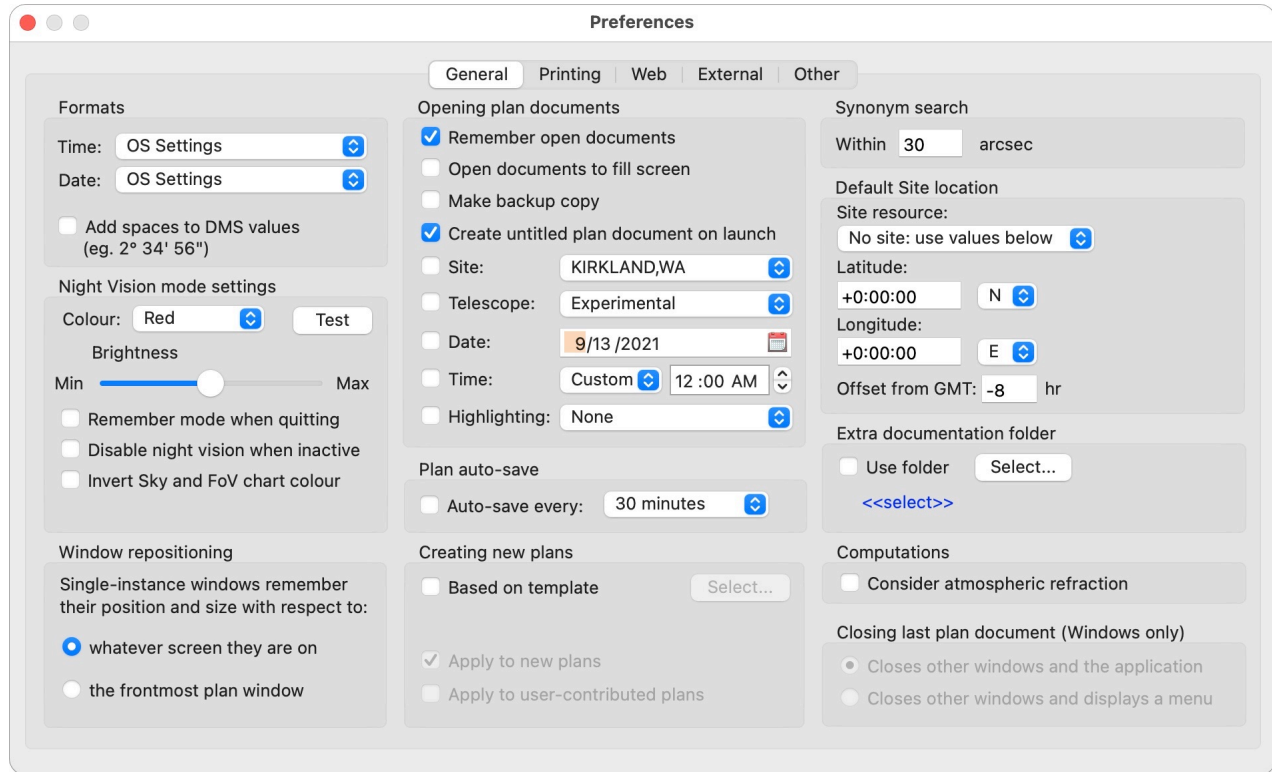 Preferences
General Printing Web External Other
Formats
Time: OS Settings
Date: OS Settings
Add spaces to DMS values
(eg. 2° 34' 56")
Night Vision mode settings
Colour: Red Test
Brightness
Min Max
Remember mode when quitting
Disable night vision when inactive
Invert Sky and FoV chart colour
Window repositioning
Single-instance windows remember
their position and size with respect to:
whatever screen they are on
the frontmost plan window
Opening plan documents
Remember open documents
Open documents to fill screen
Make backup copy
Create untitled plan document on launch
Site: KIRKLAND,WA
Telescope: Experimental
Date: 9/13 /2021
Time: Custom 12 :00 AM
Highlighting: None
Plan auto-save
Auto-save every: 30 minutes
Creating new plans
Based on template Select...
Apply to new plans
Apply to user-contributed plans
Synonym search
Within 30 arcsec
Default Site location
Site resource:
No site: use values below
Latitude:
+0:00:00 N
Longitude:
+0:00:00 E
Offset from GMT: -8 hr
Extra documentation folder
Use folder Select...
<<select>>
Computations
Consider atmospheric refraction
Closing last plan document (Windows only)
Closes other windows and the application
Closes other windows and displays a menu